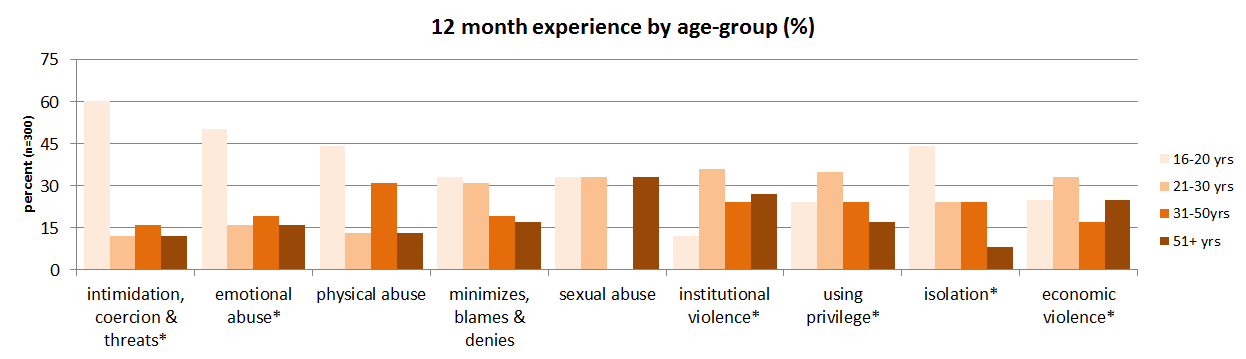 12 month experience by age-group (%)
75
60
45
30
15
0
percent (n=300)
intimidation,
coercion &
threats*
emotional
abuse*
physical abuse
minimizes,
blames &
denies
sexual abuse
institutional
violence*
using
privilege*
isolation*
economic
violence*
16-20 yrs
21-30 yrs
31-50yrs
51+ yrs